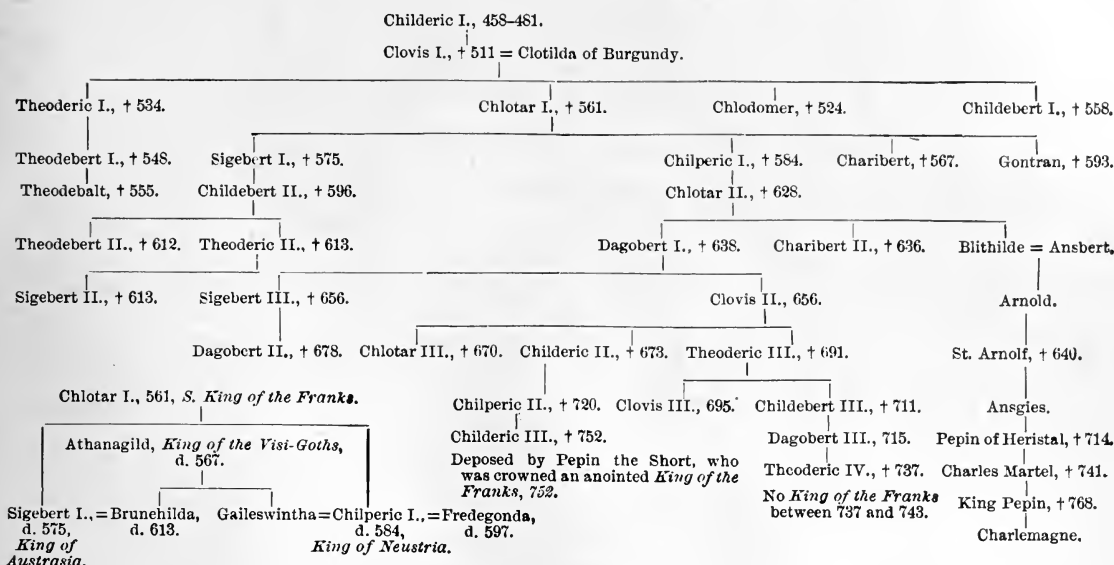 Childeric I., 458–481.
Clovis I., † 511 = Clotilda of Burgundy.
Theoderic I., † 534. Chlotar I., † 561. Chlodomer, † 524. Childebert I., † 558.
Theodebert I., † 548. Sigebert I., † 575. Chilperic I., † 584. Charibert, † 567. Gontran, † 593.
Theodebalt, † 555. Childebert II., † 596. Chlotar II., † 628.
Theodebert II., † 612. Theoderic II., † 613. Dagobert I., † 638. Charibert II., † 636. Blithilde = Ansbert.
Sigebert II., † 613. Sigebert III., † 656. Clovis II., 656. Arnold.
Dagobert II., † 678. Chlotar III., † 670. Childeric II., † 673. Theoderic III., † 691. St. Arnolf, † 640.
Chlotar I., 561, S. King of the Franks.
Athanagild, King of the Visi-Goths,
d. 567.
Sigebert I., = Brunehilda, Gaileswintha = Chilperic I., = Fredegonda,
d. 575, d. 613. d. 584, d. 597.
King of King of Neustria.
Austrasia.
Chilperic II., † 720. Clovis III., 695. Childebert III., † 711. Ansgies.
Childeric III., † 752. Dagobert III., 715. Pepin of Heristal, † 714.
Deposed by Pepin the Short, who
was crowned an anointed King of the
Franks, 752.
Theoderic IV., † 737. Charles Martel, † 741.
No King of the Franks
between 737 and 743.
King Pepin, † 768.
Charlemagne.